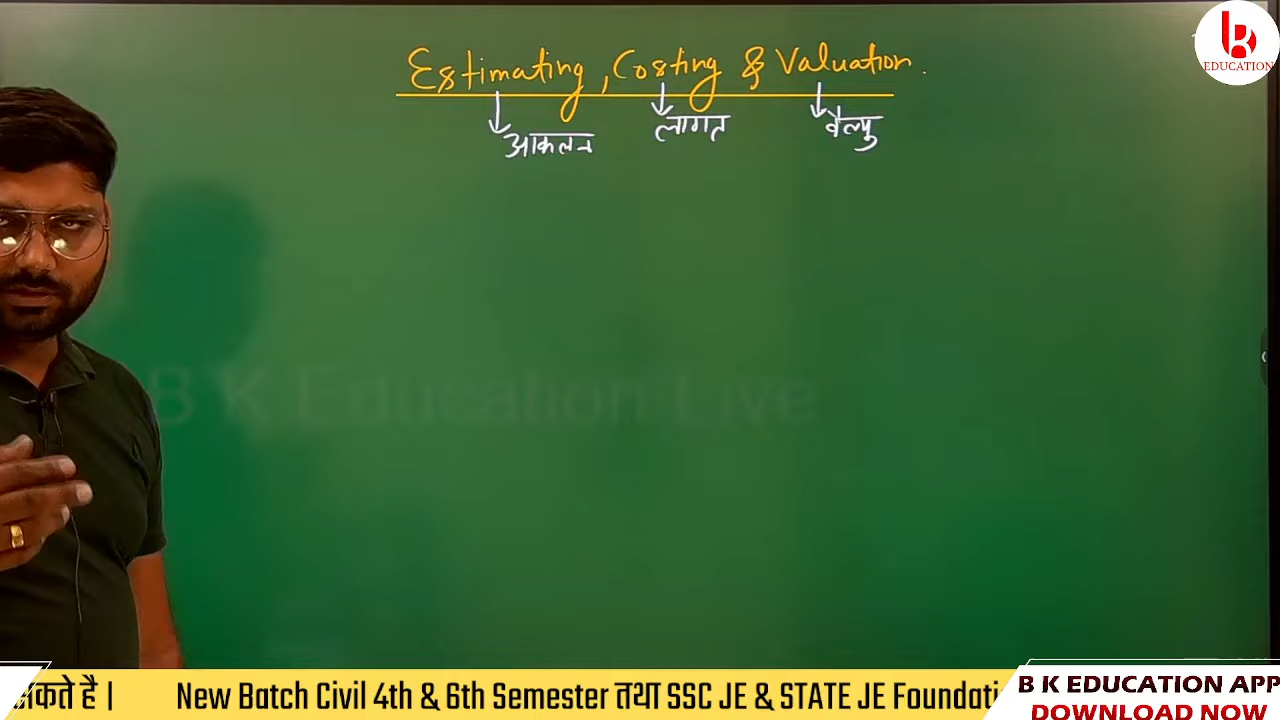 Estimating, Costing & Valuation.
आकलन लागत वैल्यु
B K Education Live
EDUCATION
सकते है । New Batch Civil 4th & 6th Semester तथा SSC JE & STATE JE Foundati
B K EDUCATION APP
DOWNLOAD NOW